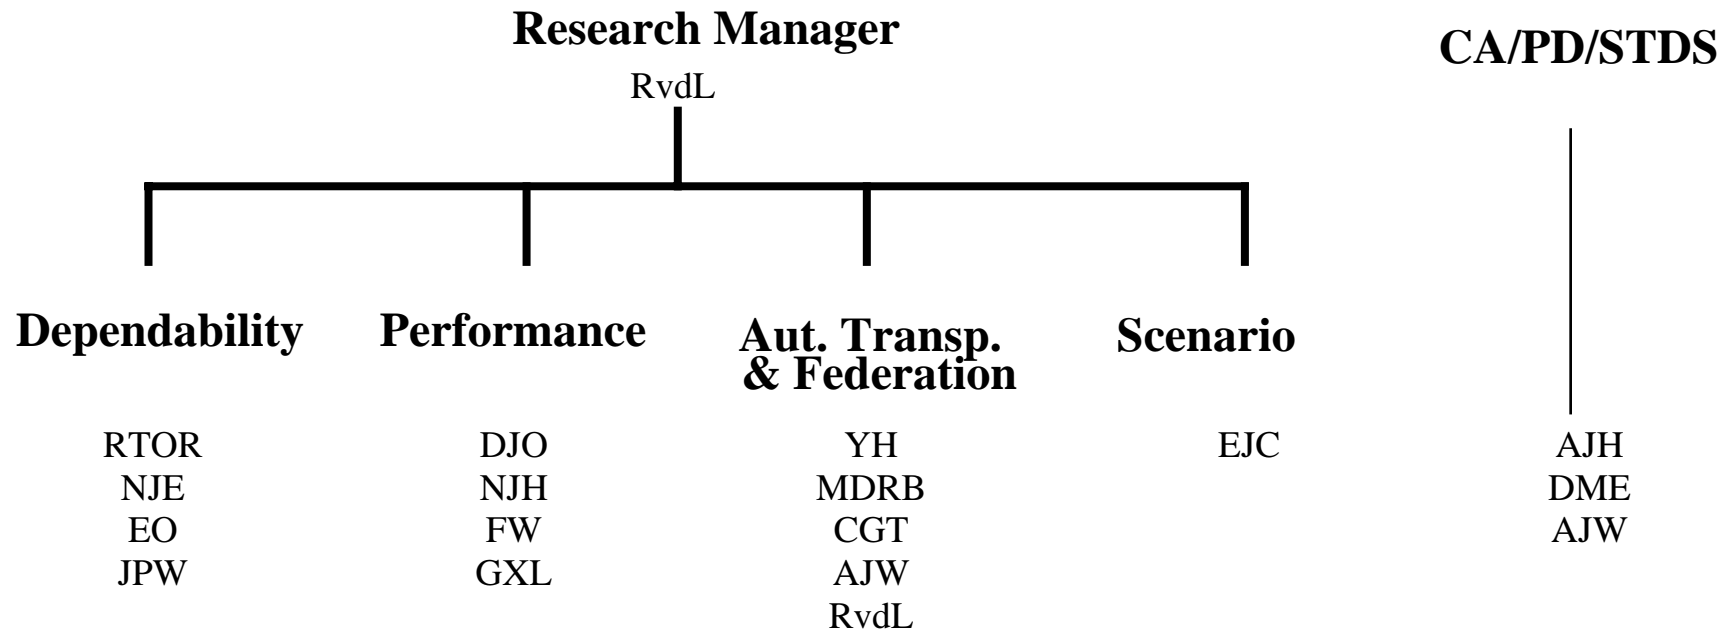 Research Manager
RvdL
CA/PD/STDS
Dependability
RTOR
NJE
EO
JPW
Performance
DJO
NJH
FW
GXL
Aut. Transp.
& Federation
YH
MDRB
CGT
AJW
RvdL
Scenario
EJC
AJH
DME
AJW